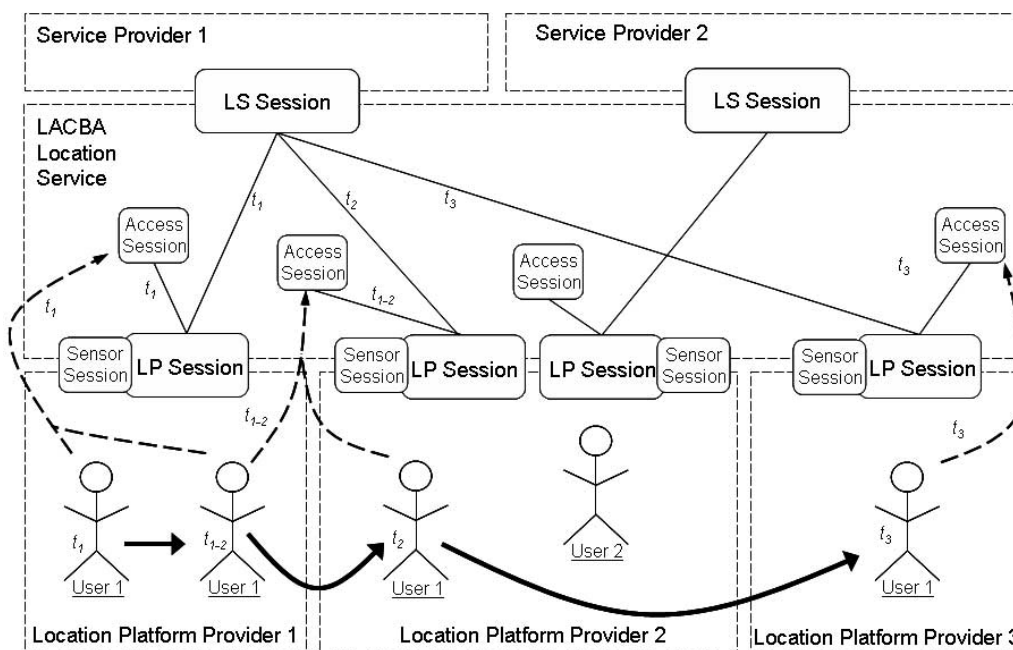 Service Provider 1
Service Provider 2
LS Session
LS Session
LACBA
Location
Service
t1
t2
t3
Access
Session
Access
Session
Access
Session
Access
Session
t1
t1
t1-2
t3
Sensor
Session
LP Session
Sensor
Session
LP Session
LP Session
Sensor
Session
Sensor
Session
LP Session
t1-2
t3
t1
t1-2
t2
t3
User 1
User 1
User 1
User 2
User 1
Location Platform Provider 1
Location Platform Provider 2
Location Platform Provider 3